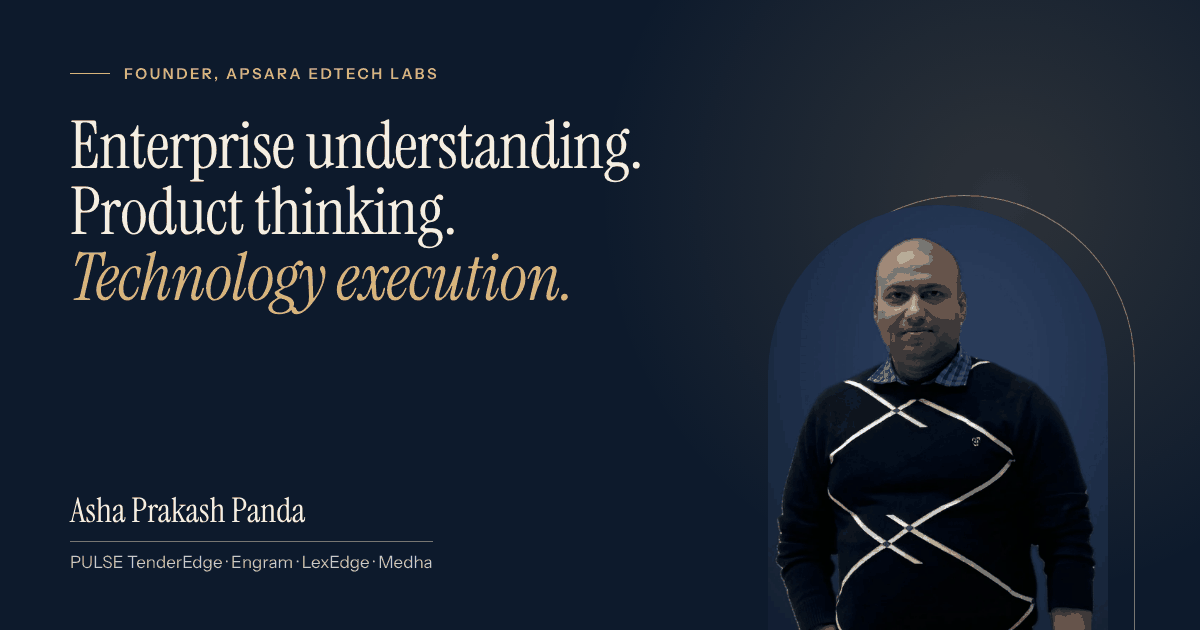 FOUNDER, APSARA EDTECH LABS
Enterprise understanding.
Product thinking.
Technology execution.
Asha Prakash Panda
PULSE TenderEdge · Engram · LexEdge · Medha